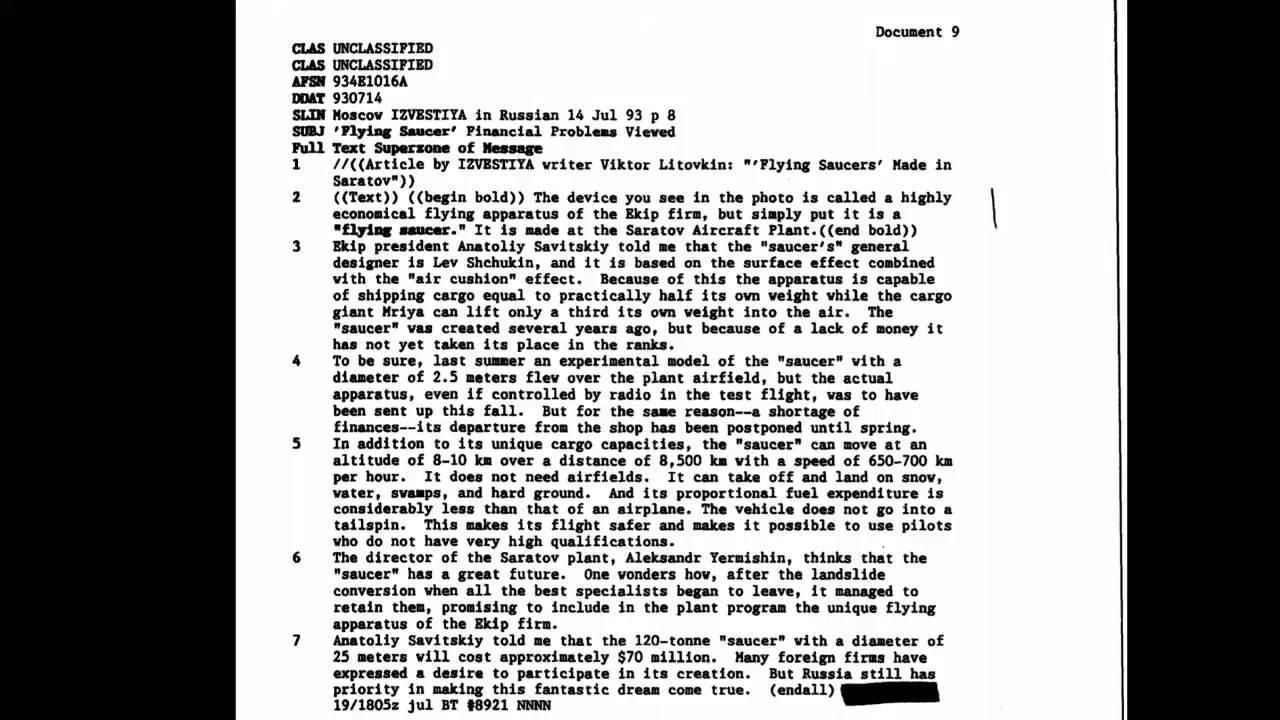 Document 9
CLAS UNCLASSIFIED
CLAS UNCLASSIFIED
AFSN 934E1016A
DDAT 930714
SLIN Moscow IZVESTIYA in Russian 14 Jul 93 p 8
SUBJ 'Flying Saucer' Financial Problems Viewed
Full Text Superzone of Message
1 //((Article by IZVESTIYA writer Viktor Litovkin: "'Flying Saucers' Made in
Saratov"))
2 ((Text)) ((begin bold)) The device you see in the photo is called a highly
economical flying apparatus of the Ekip firm, but simply put it is a
"flying saucer." It is made at the Saratov Aircraft Plant.((end bold))
3 Ekip president Anatoliy Savitskiy told me that the "saucer's" general
designer is Lev Shchukin, and it is based on the surface effect combined
with the "air cushion" effect. Because of this the apparatus is capable
of shipping cargo equal to practically half its own weight while the cargo
giant Mriya can lift only a third its own weight into the air. The
"saucer" was created several years ago, but because of a lack of money it
has not yet taken its place in the ranks.
4 To be sure, last summer an experimental model of the "saucer" with a
diameter of 2.5 meters flew over the plant airfield, but the actual
apparatus, even if controlled by radio in the test flight, was to have
been sent up this fall. But for the same reason--a shortage of
finances--its departure from the shop has been postponed until spring.
5 In addition to its unique cargo capacities, the "saucer" can move at an
altitude of 8-10 km over a distance of 8,500 km with a speed of 650-700 km
per hour. It does not need airfields. It can take off and land on snow,
water, swamps, and hard ground. And its proportional fuel expenditure is
considerably less than that of an airplane. The vehicle does not go into a
tailspin. This makes its flight safer and makes it possible to use pilots
who do not have very high qualifications.
6 The director of the Saratov plant, Aleksandr Yermishin, thinks that the
"saucer" has a great future. One wonders how, after the landslide
conversion when all the best specialists began to leave, it managed to
retain them, promising to include in the plant program the unique flying
apparatus of the Ekip firm.
7 Anatoliy Savitskiy told me that the 120-tonne "saucer" with a diameter of
25 meters will cost approximately $70 million. Many foreign firms have
expressed a desire to participate in its creation. But Russia still has
priority in making this fantastic dream come true. (endall)
19/1805z jul BT #8921 NNNN